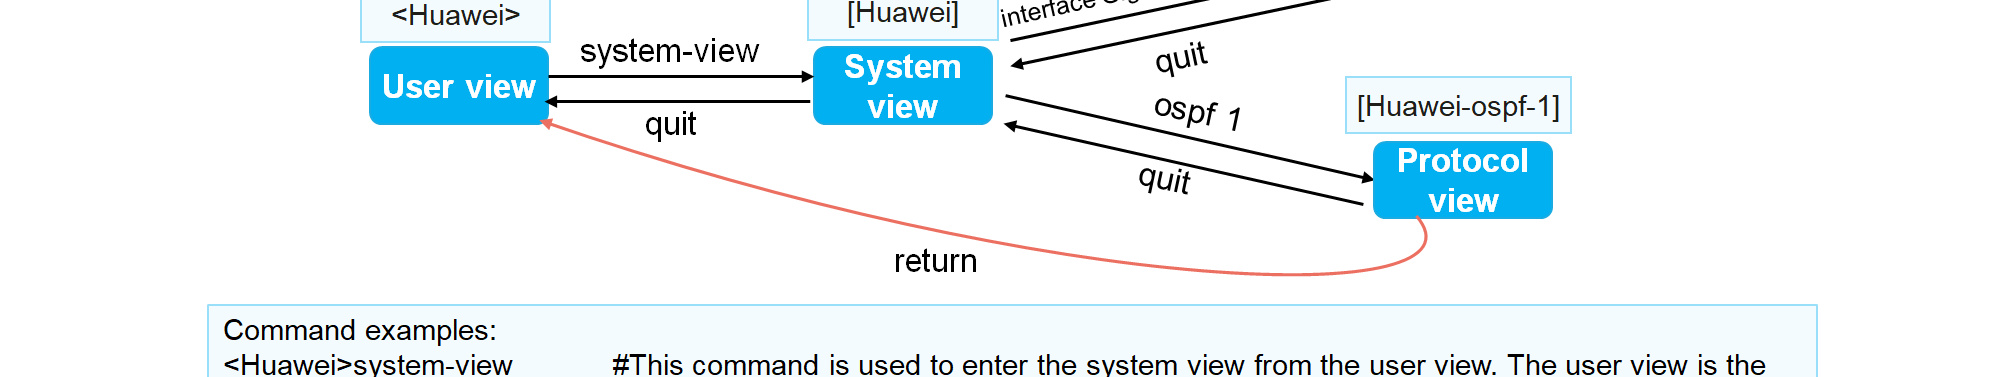 <Huawei>
[Huawei]
interface
system-view
quit
User view
System
view
quit
ospf 1
quit
[Huawei-ospf-1]
Protocol
view
return
Command examples:
<Huawei>system-view #This command is used to enter the system view from the user view. The user view is the